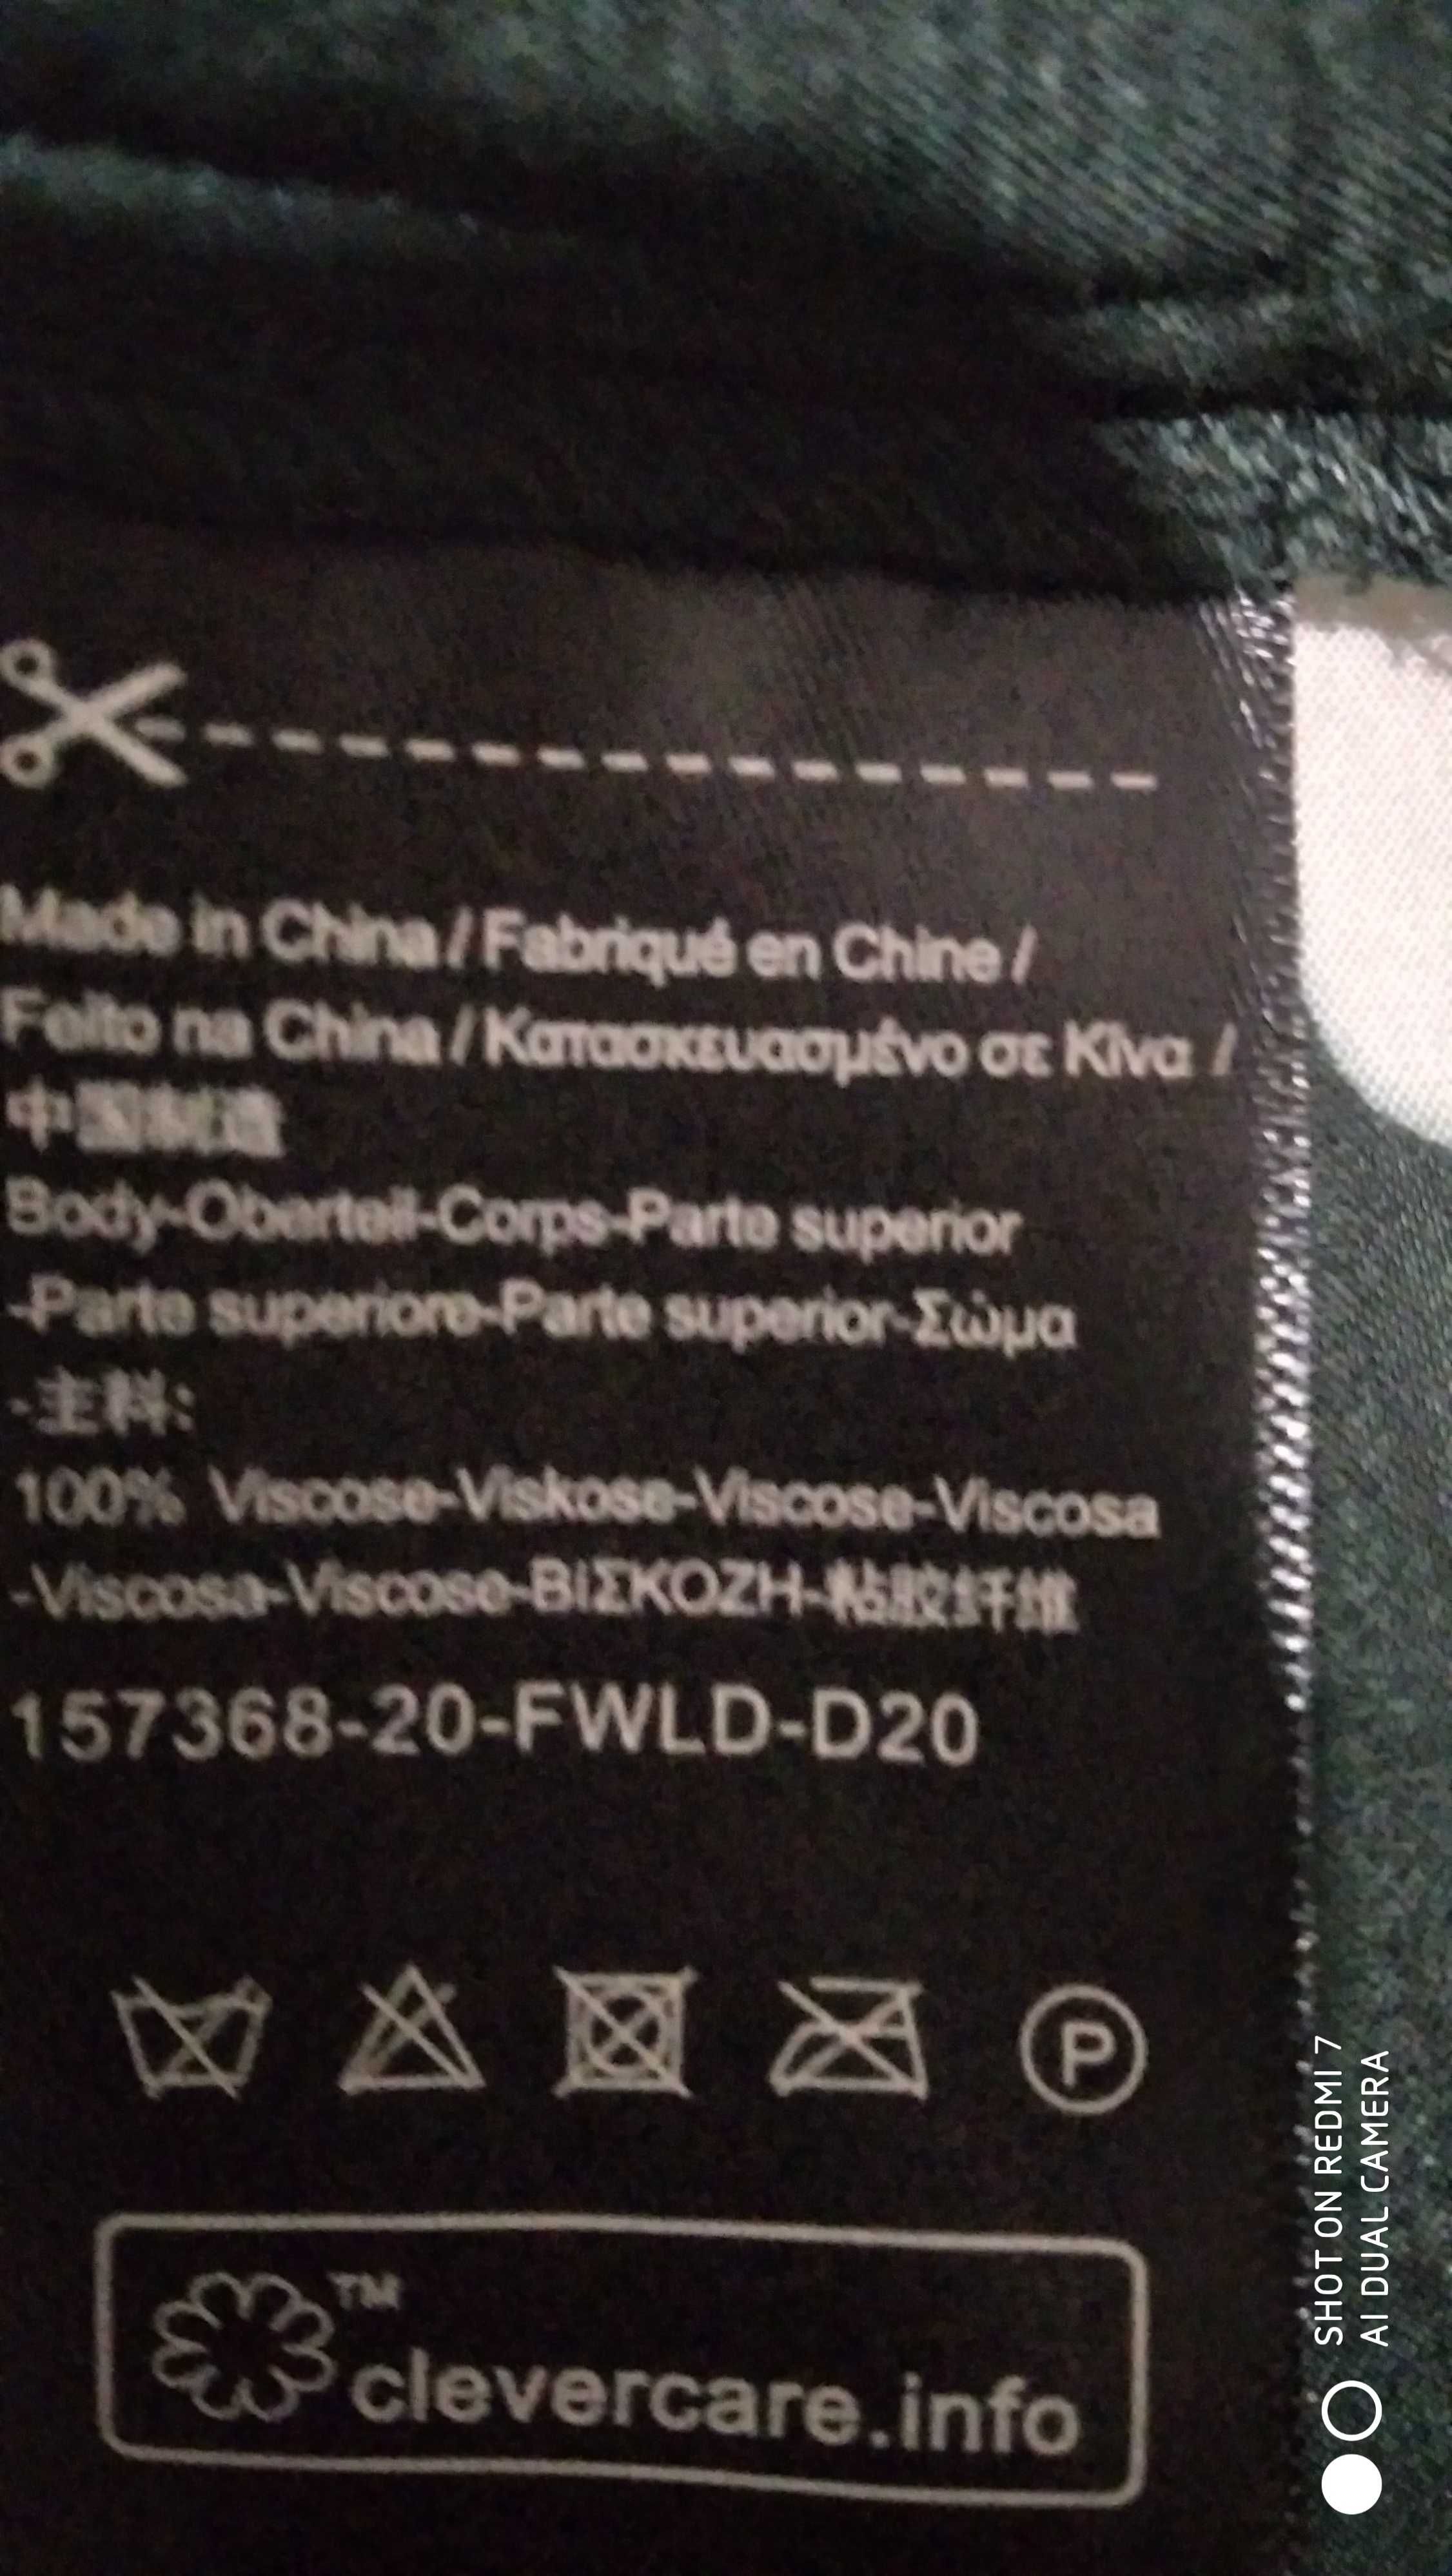 Made in China / Fabriqué en Chine /
Feito na China / Κατασκευασμένο σε Κίνα /
中国制造
Body-Oberteil-Corps-Parte superior
-Parte superiore-Parte superior-Σώμα
-主料:
100% Viscose-Viskose-Viscose-Viscosa
-Viscosa-Viscose-ΒΙΣΚΟΖΗ-粘胶纤维
157368-20-FWLD-D20
P
TM
clevercare.info
SHOT ON REDMI 7
AI DUAL CAMERA